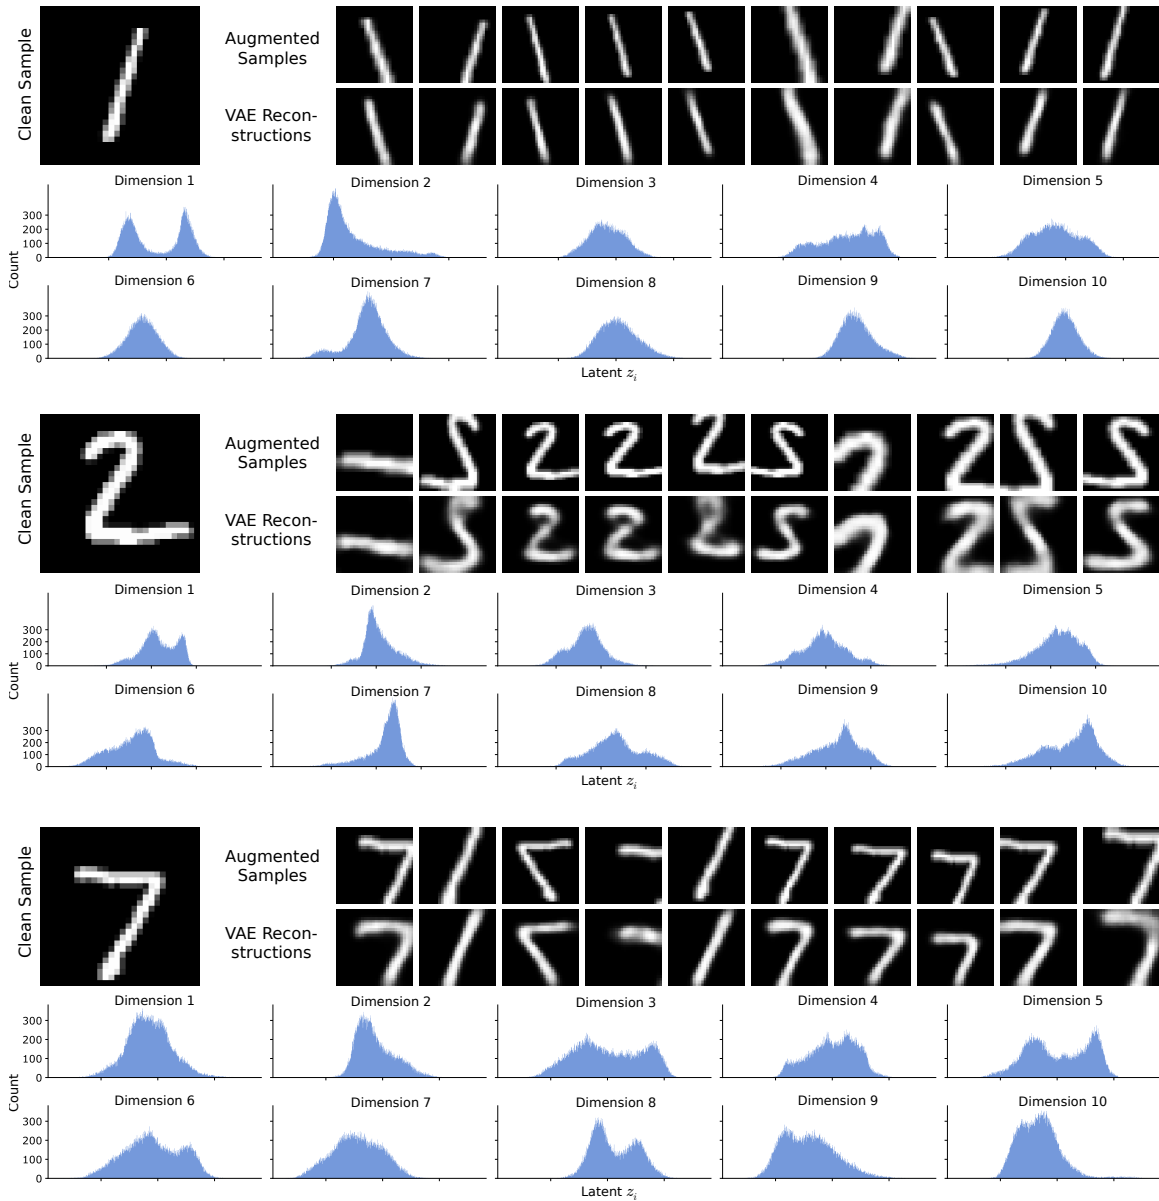 Clean Sample
Augmented
Samples
VAE Recon-
structions
Dimension 1
Dimension 2
Dimension 3
Dimension 4
Dimension 5
300
200
100
0
Count
Dimension 6
Dimension 7
Dimension 8
Dimension 9
Dimension 10
300
200
100
0
Latent z_i
Clean Sample
Augmented
Samples
VAE Recon-
structions
Dimension 1
Dimension 2
Dimension 3
Dimension 4
Dimension 5
300
200
100
0
Count
Dimension 6
Dimension 7
Dimension 8
Dimension 9
Dimension 10
300
200
100
0
Latent z_i
Clean Sample
Augmented
Samples
VAE Recon-
structions
Dimension 1
Dimension 2
Dimension 3
Dimension 4
Dimension 5
300
200
100
0
Count
Dimension 6
Dimension 7
Dimension 8
Dimension 9
Dimension 10
300
200
100
0
Latent z_i